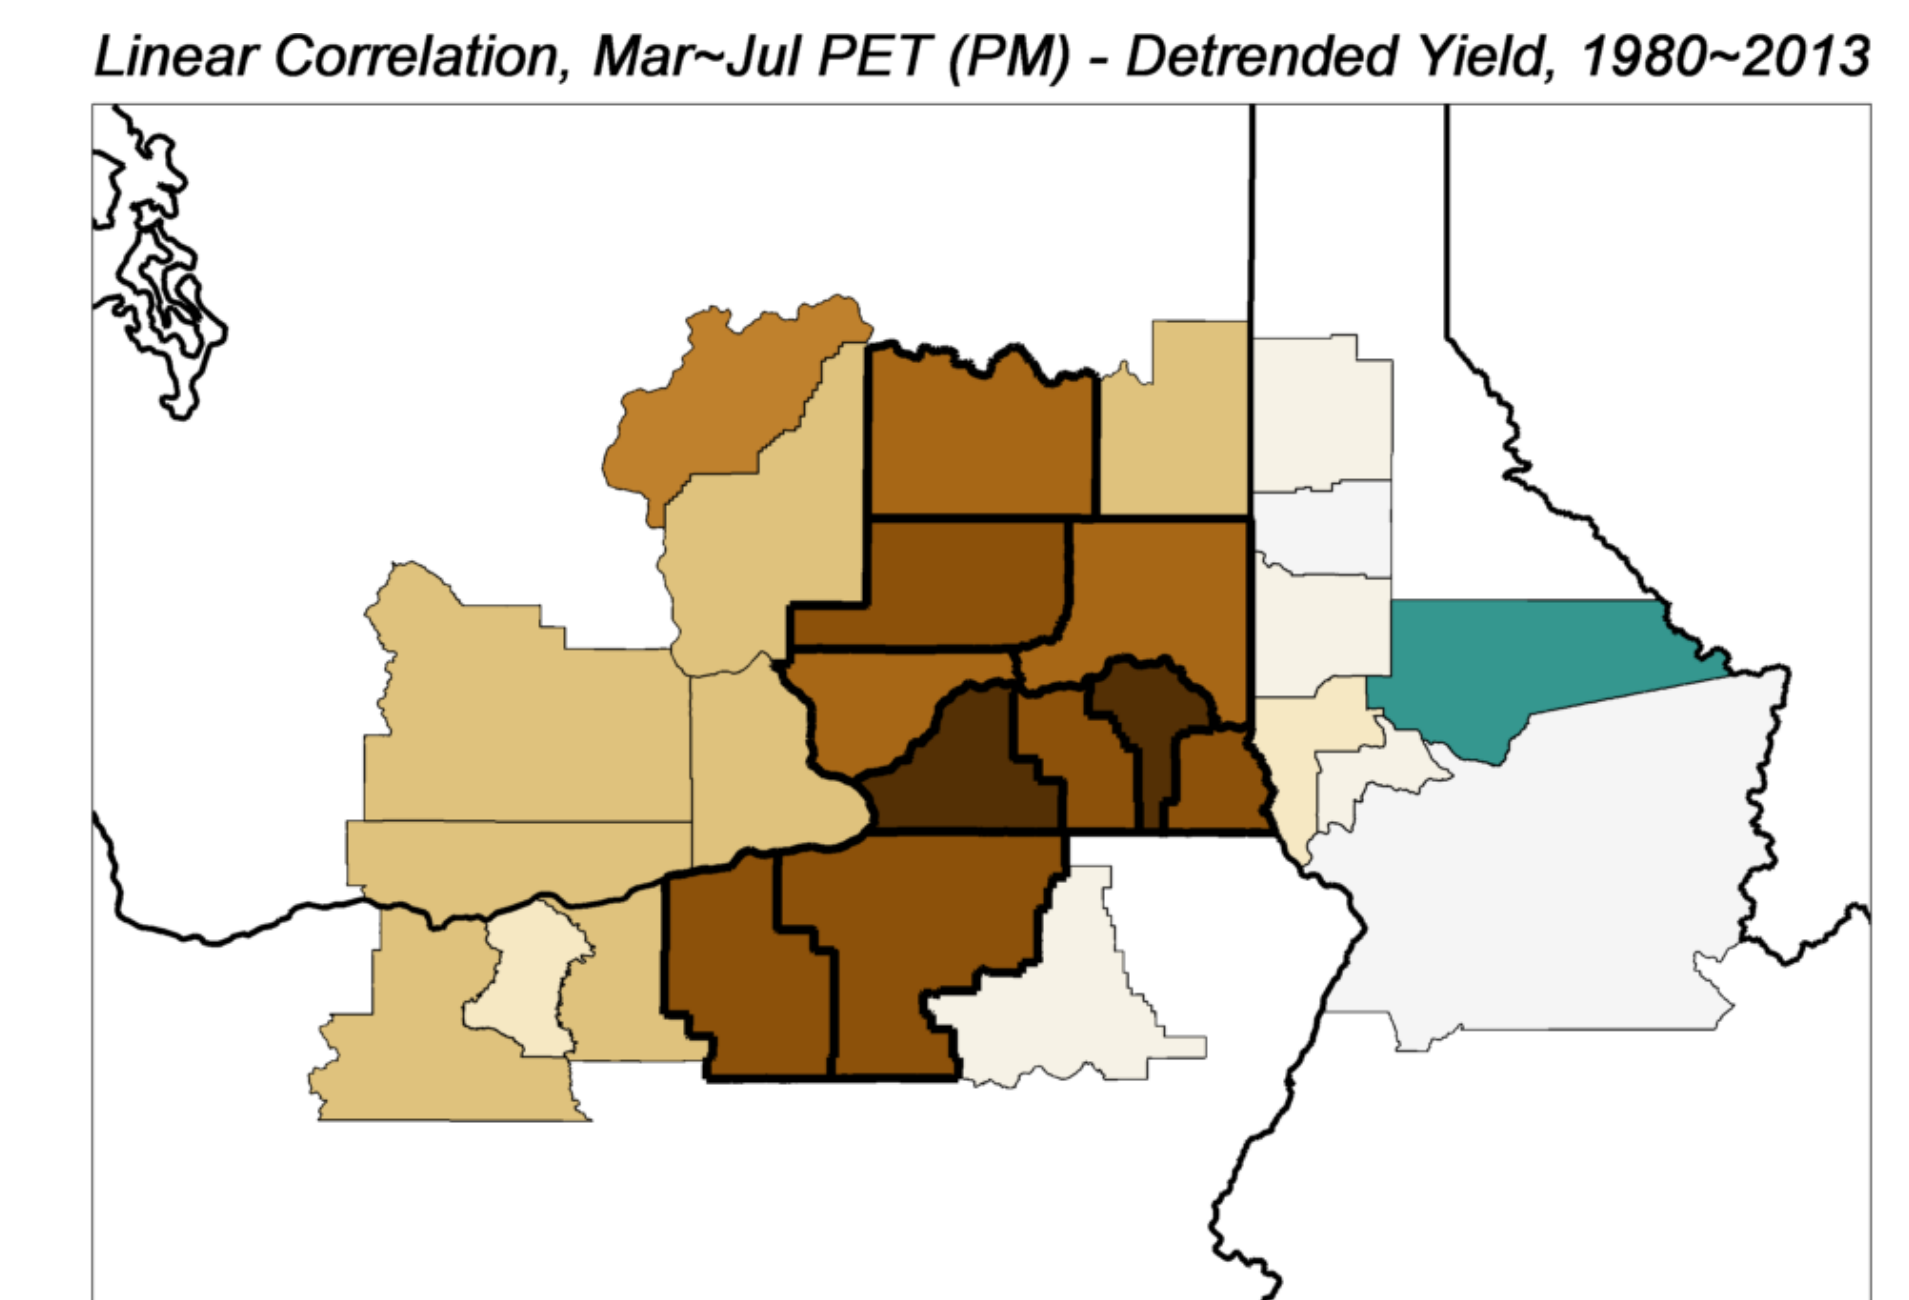 Linear Correlation, Mar~Jul PET (PM) - Detrended Yield, 1980~2013